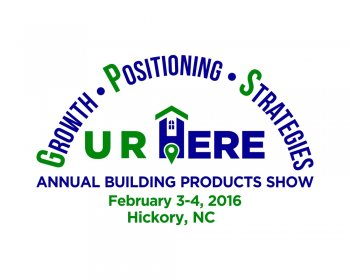 Growth • Positioning • Strategies
U R HERE
ANNUAL BUILDING PRODUCTS SHOW
February 3-4, 2016
Hickory, NC